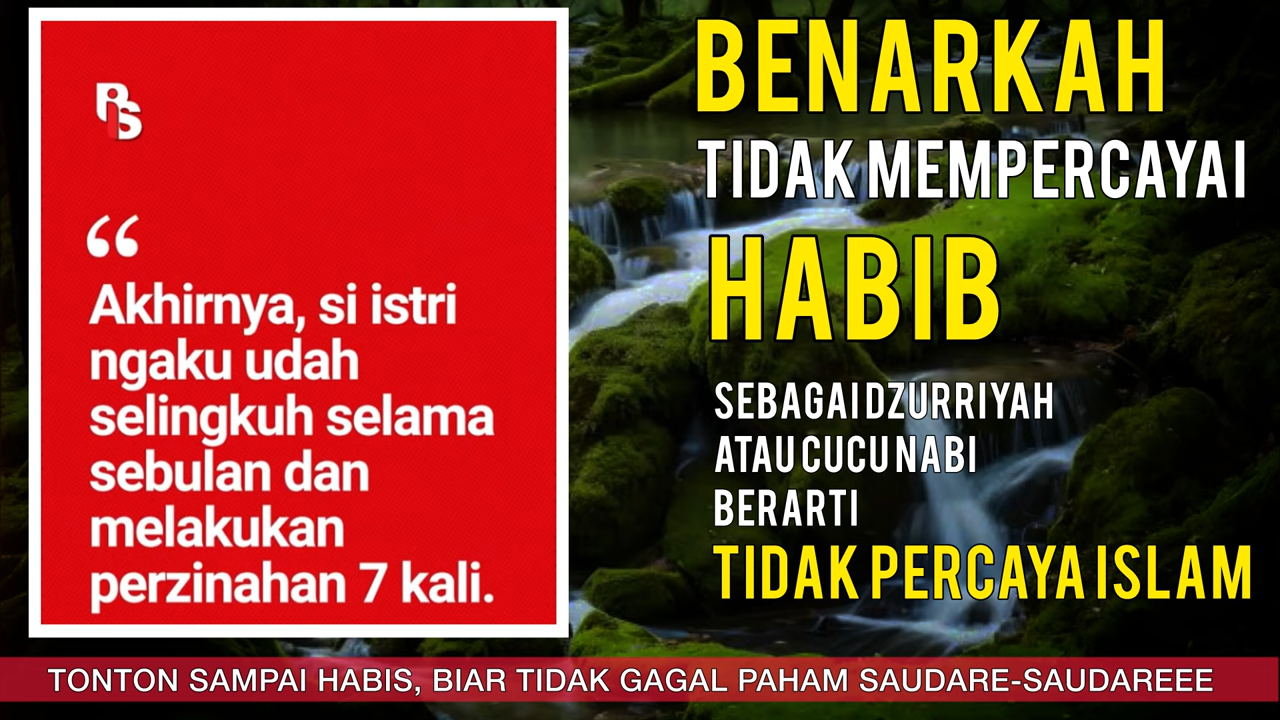 PIS
“
Akhirnya, si istri
ngaku udah
selingkuh selama
sebulan dan
melakukan
perzinahan 7 kali.
BENARKAH
TIDAK MEMPERCAYAI
HABIB
SEBAGAI DZURRIYAH
ATAU CUCU NABI
BERARTI
TIDAK PERCAYA ISLAM
TONTON SAMPAI HABIS, BIAR TIDAK GAGAL PAHAM SAUDARE-SAUDAREEE